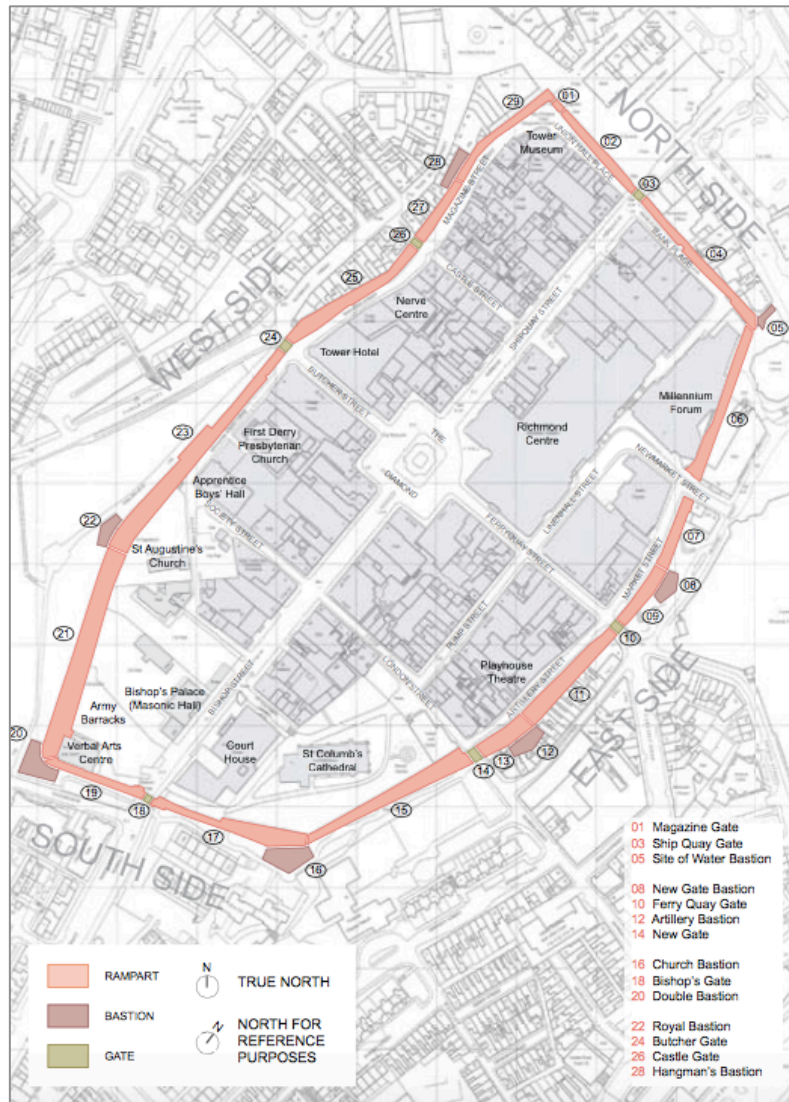 01
29
NORTH SIDE
02
Tower
Museum
UNION HALL PLACE
28
MAGAZINE STREET
03
27
BANK PLACE
04
26
CASTLE STREET
25
SHIPQUAY STREET
Nerve
Centre
WEST SIDE
05
24
Tower Hotel
BUTCHER STREET
Millennium
Forum
06
Richmond
Centre
THE
DIAMOND
23
First Derry
Presbyterian
Church
NEWMARKET STREET
Apprentice
Boys' Hall
LINENHALL STREET
SOCIETY STREET
FERRYQUAY STREET
22
St Augustine's
Church
07
MARKET STREET
08
09
10
21
PUMP STREET
LONDON STREET
Playhouse
Theatre
ARTILLERY STREET
11
EAST SIDE
Bishop's Palace
(Masonic Hall)
BISHOP STREET
Army
Barracks
20
Verbal Arts
Centre
Court
House
St Columb's
Cathedral
12
13
14
19
18
15
17
SOUTH SIDE
16
01 Magazine Gate
03 Ship Quay Gate
05 Site of Water Bastion
08 New Gate Bastion
10 Ferry Quay Gate
12 Artillery Bastion
14 New Gate
16 Church Bastion
18 Bishop's Gate
20 Double Bastion
22 Royal Bastion
24 Butcher Gate
26 Castle Gate
28 Hangman's Bastion
RAMPART
BASTION
GATE
N
TRUE NORTH
N
NORTH FOR
REFERENCE
PURPOSES